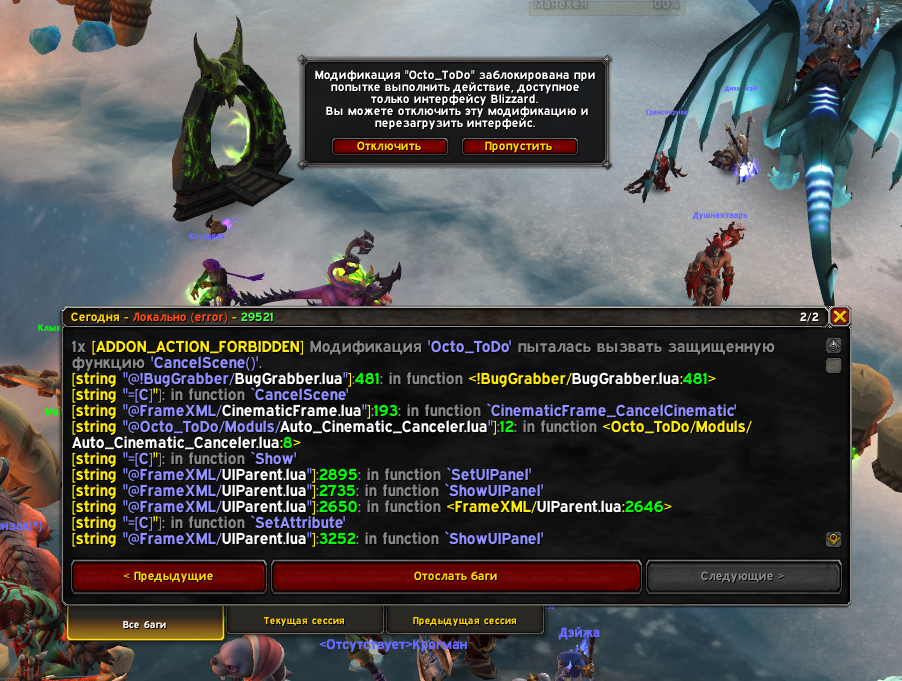 Манекен 100%
Модификация "Octo_ToDo" заблокирована при
попытке выполнить действие, доступное
только интерфейсу Blizzard.
Вы можете отключить эту модификацию и
перезагрузить интерфейс.
Отключить Пропустить
Душнаятварь
Сегодня - Локально (error) - 29521 2/2
1x [ADDON_ACTION_FORBIDDEN] Модификация 'Octo_ToDo' пыталась вызвать защищенную
функцию 'CancelScene()'.
[string "@!BugGrabber/BugGrabber.lua"]:481: in function <!BugGrabber/BugGrabber.lua:481>
[string "=[C]"]: in function `CancelScene'
[string "@FrameXML/CinematicFrame.lua"]:193: in function `CinematicFrame_CancelCinematic'
[string "@Octo_ToDo/Moduls/Auto_Cinematic_Canceler.lua"]:12: in function <Octo_ToDo/Moduls/
Auto_Cinematic_Canceler.lua:8>
[string "=[C]"]: in function `Show'
[string "@FrameXML/UIParent.lua"]:2895: in function `SetUIPanel'
[string "@FrameXML/UIParent.lua"]:2735: in function `ShowUIPanel'
[string "@FrameXML/UIParent.lua"]:2650: in function <FrameXML/UIParent.lua:2646>
[string "=[C]"]: in function `SetAttribute'
[string "@FrameXML/UIParent.lua"]:3252: in function `ShowUIPanel'
< Предыдущие Отослать баги Следующие >
Все баги Текущая сессия Предыдущая сессия
Дэйжа
<Отсутствует>Крагман